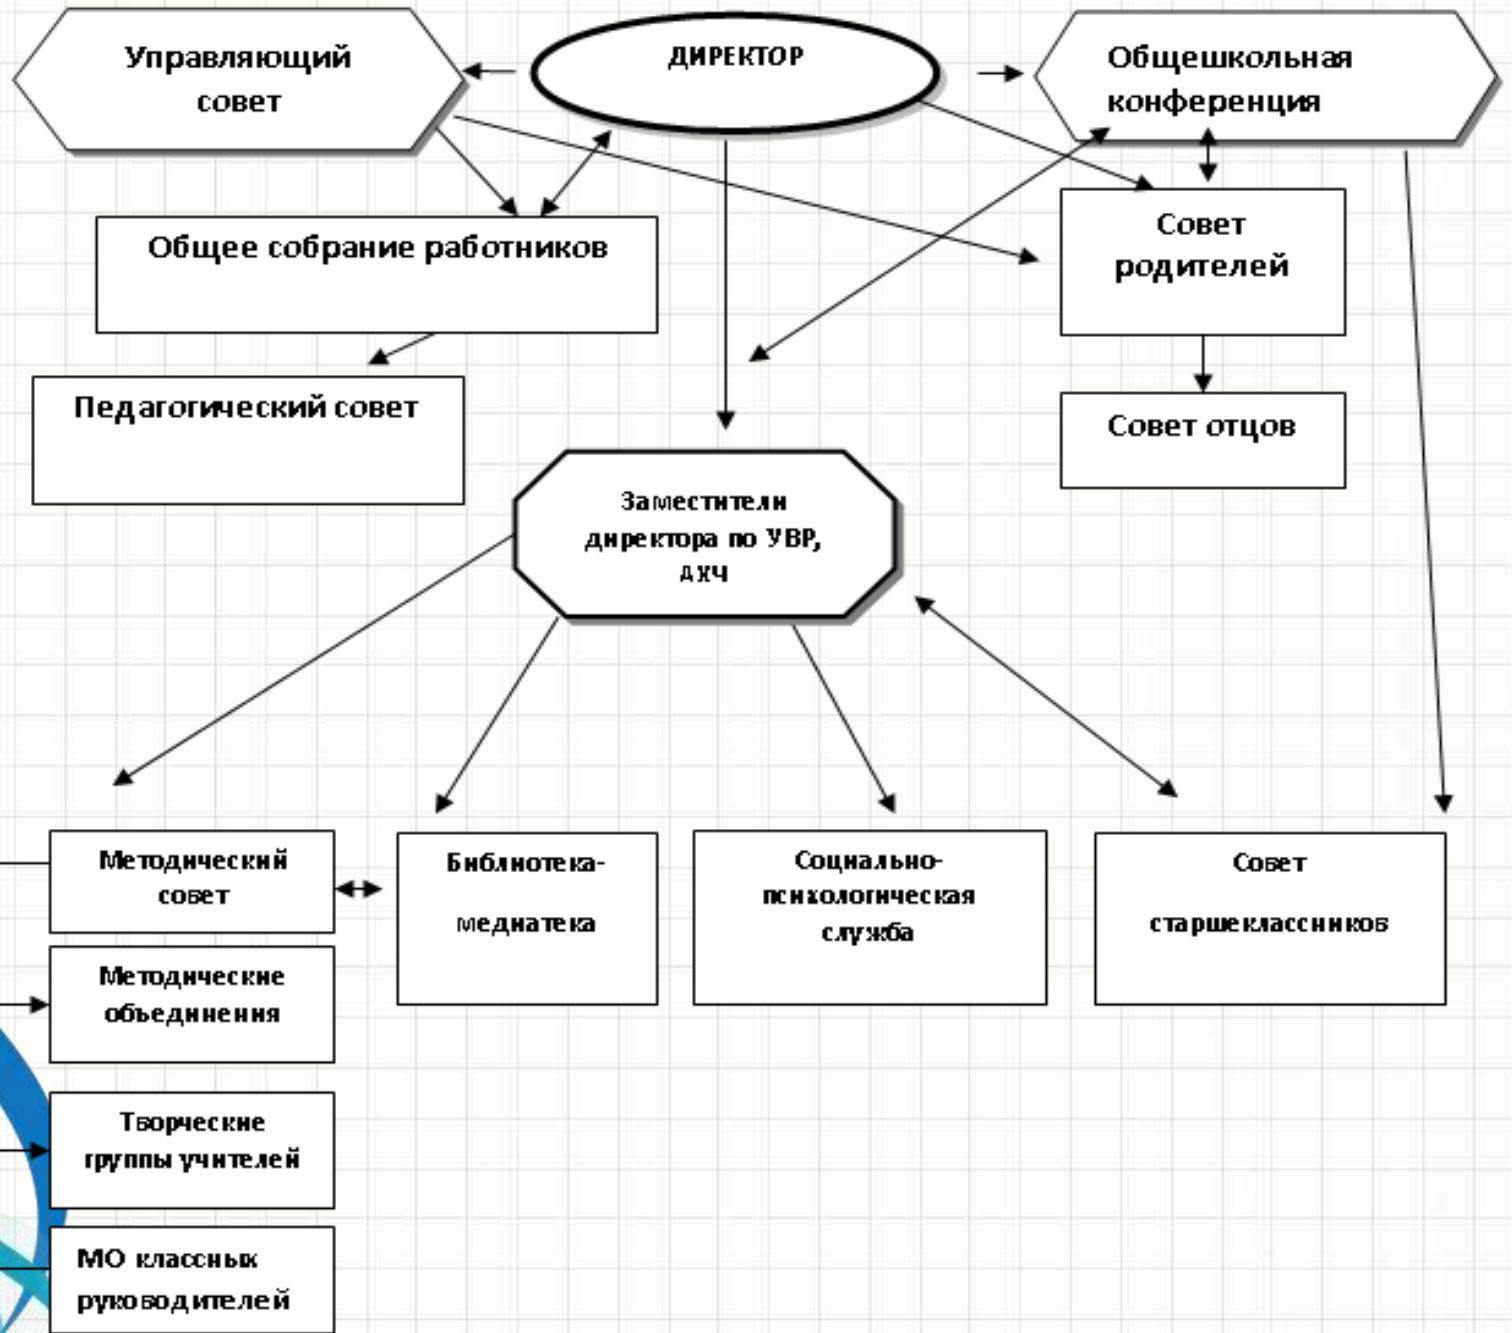 Управляющий
совет
ДИРЕКТОР
Общешкольная
конференция
Общее собрание работников
Совет
родителей
Педагогический совет
Совет отцов
Заместители
директора по УВР,
АХЧ
Методический
совет
Библиотека-
медиатека
Социально-
психологическая
служба
Совет
старшеклассников
Методические
объединения
Творческие
группы учителей
МО классных
руководителей